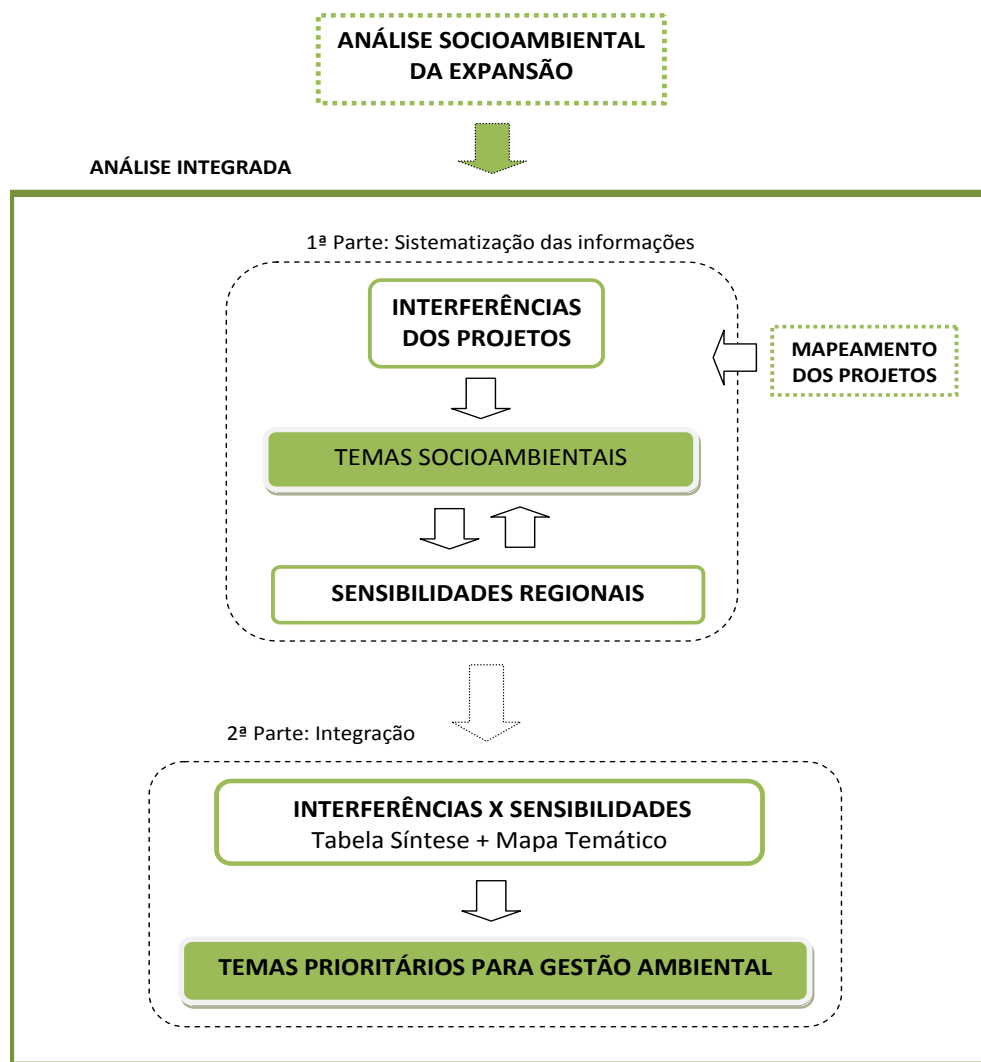 ANÁLISE SOCIOAMBIENTAL
DA EXPANSÃO
ANÁLISE INTEGRADA
1ª Parte: Sistematização das informações
INTERFERÊNCIAS
DOS PROJETOS
MAPEAMENTO
DOS PROJETOS
TEMAS SOCIOAMBIENTAIS
SENSIBILIDADES REGIONAIS
2ª Parte: Integração
INTERFERÊNCIAS X SENSIBILIDADES
Tabela Síntese + Mapa Temático
TEMAS PRIORITÁRIOS PARA GESTÃO AMBIENTAL